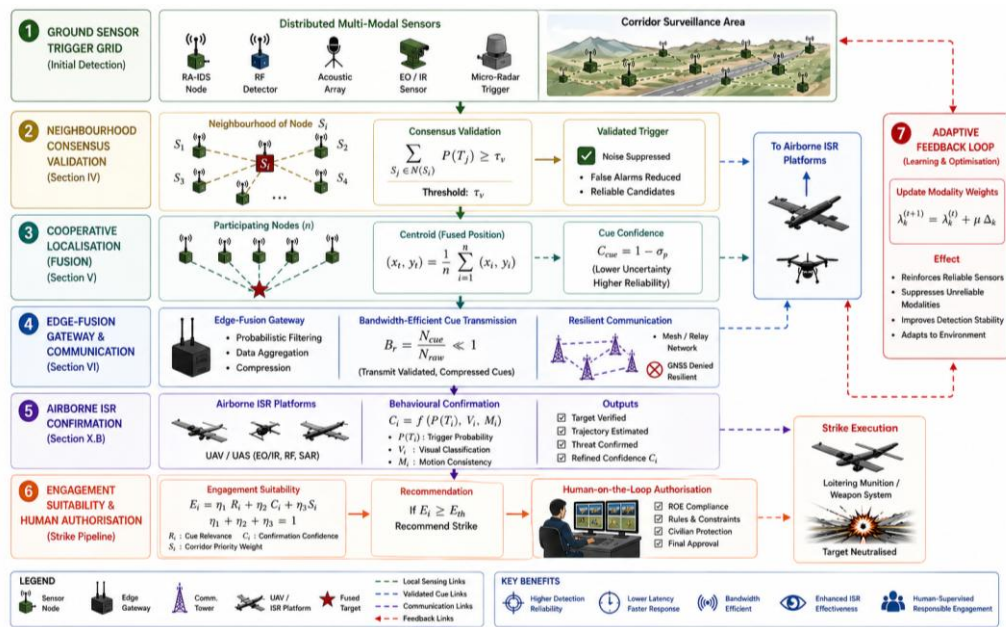 1
GROUND SENSOR
TRIGGER GRID
(Initial Detection)
Distributed Multi-Modal Sensors
RA-IDS
Node
RF
Detector
Acoustic
Array
EO / IR
Sensor
Micro-Radar
Trigger
Corridor Surveillance Area
2
NEIGHBOURHOOD
CONSENSUS
VALIDATION
(Section IV)
Neighbourhood of Node S_i
S_1
S_2
S_i
S_3
S_4
...
Consensus Validation
∑_{S_j ∈ N(S_i)} P(T_j) ≥ τ_v
Threshold: τ_v
Validated Trigger
Noise Suppressed
• False Alarms Reduced
• Reliable Candidates
To Airborne ISR
Platforms
7
ADAPTIVE
FEEDBACK LOOP
(Learning & Optimisation)
Update Modality Weights
λ_k^{(t+1)} = λ_k^{(t)} + μ Δ_k
Effect
• Reinforces Reliable Sensors
• Suppresses Unreliable
Modalities
• Improves Detection Stability
• Adapts to Environment
3
COOPERATIVE
LOCALISATION
(FUSION)
(Section V)
Participating Nodes (n)
Centroid (Fused Position)
(x_t, y_t) = 1/n ∑_{i=1}^{n} (x_i, y_i)
Cue Confidence
C_{cue} = 1 − σ_p
(Lower Uncertainty
Higher Reliability)
4
EDGE-FUSION
GATEWAY &
COMMUNICATION
(Section VI)
Edge-Fusion Gateway
• Probabilistic Filtering
• Data Aggregation
• Compression
Bandwidth-Efficient Cue Transmission
B_r = N_{cue}/N_{raw} ≪ 1
(Transmit Validated, Compressed Cues)
Resilient Communication
• Mesh / Relay
Network
GNSS Denied
Resilient
5
AIRBORNE ISR
CONFIRMATION
(Section X.B)
Airborne ISR Platforms
UAV / UAS (EO/IR, RF, SAR)
Behavioural Confirmation
C_i = f (P(T_i), V_i, M_i)
• P(T_i) : Trigger Probability
• V_i : Visual Classification
• M_i : Motion Consistency
Outputs
Target Verified
Trajectory Estimated
Threat Confirmed
Refined Confidence C_i
Strike Execution
Loitering Munition /
Weapon System
Target Neutralised
6
ENGAGEMENT
SUITABILITY &
HUMAN AUTHORISATION
(Strike Pipeline)
Engagement Suitability
E_i = η_1 R_i + η_2 C_i + η_3 S_i
η_1 + η_2 + η_3 = 1
R_i : Cue Relevance C_i : Confirmation Confidence
S_i : Corridor Priority Weight
Recommendation
If E_i ≥ E_{th}
Recommend Strike
Human-on-the-Loop Authorisation
ROE Compliance
Rules & Constraints
Civilian Protection
Final Approval
LEGEND
Sensor
Node
Edge
Gateway
Comm.
Tower
UAV /
ISR Platform
Fused
Target
Local Sensing Links
Validated Cue Links
Communication Links
Feedback Links
KEY BENEFITS
Higher Detection
Reliability
Lower Latency
Faster Response
Bandwidth
Efficient
Enhanced ISR
Effectiveness
Human-Supervised
Responsible Engagement